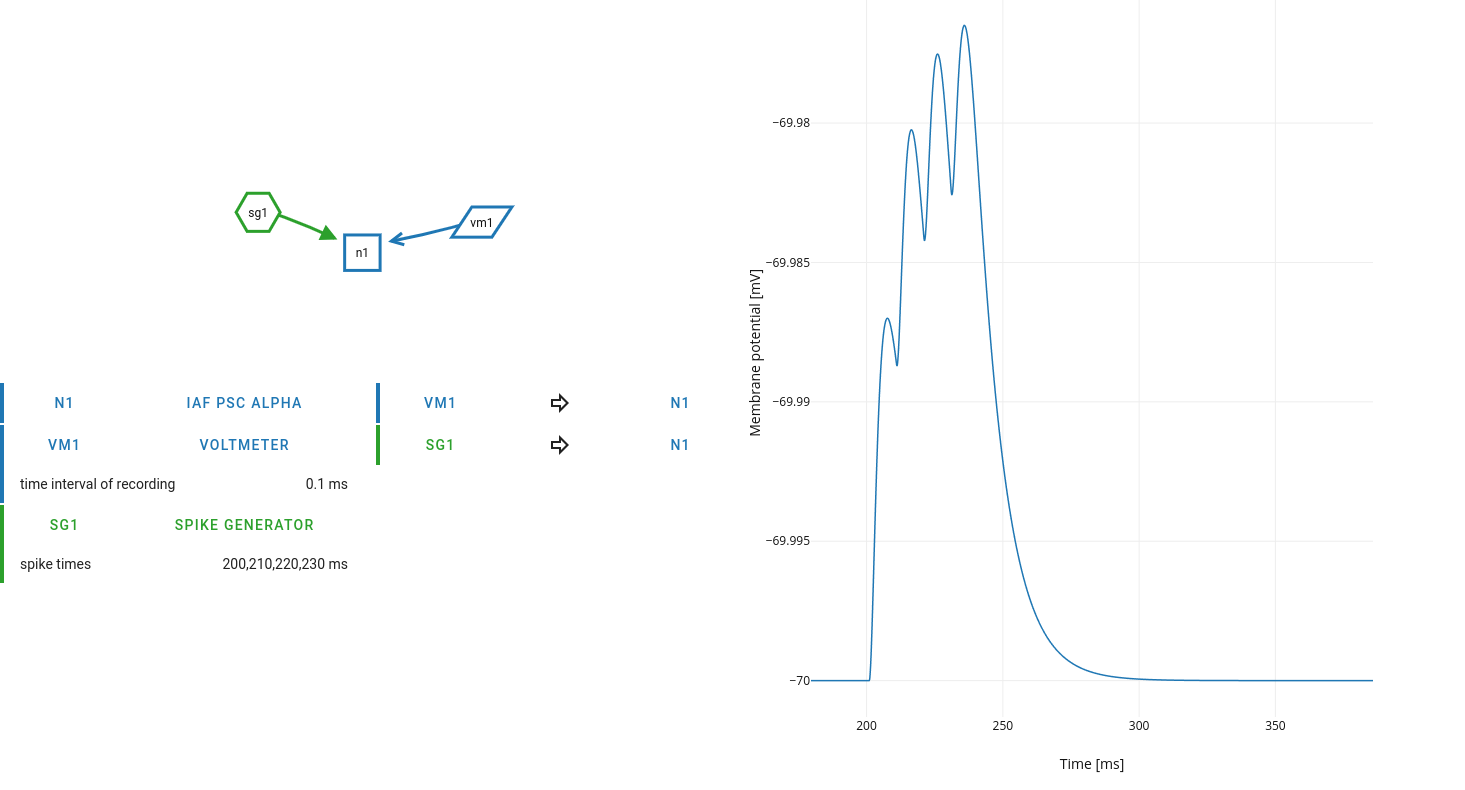 sg1
vm1
n1
N1 IAF PSC ALPHA
VM1 N1
VM1 VOLTMETER
SG1 N1
time interval of recording 0.1 ms
SG1 SPIKE GENERATOR
spike times 200,210,220,230 ms
Membrane potential [mV]
−69.98
−69.985
−69.99
−69.995
−70
200 250 300 350
Time [ms]